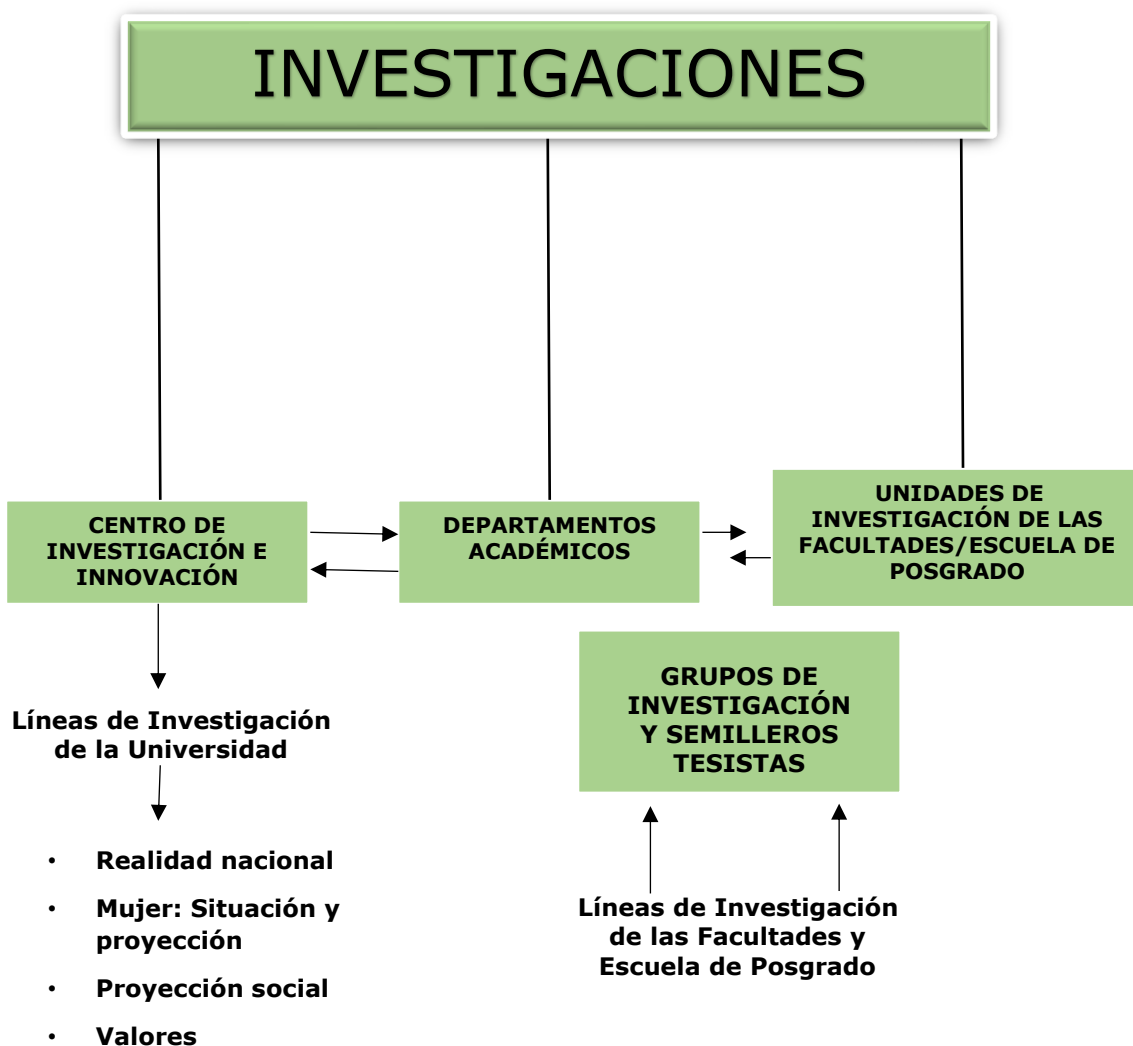 INVESTIGACIONES
CENTRO DE
INVESTIGACIÓN E
INNOVACIÓN
DEPARTAMENTOS
ACADÉMICOS
UNIDADES DE
INVESTIGACIÓN DE LAS
FACULTADES/ESCUELA DE
POSGRADO
GRUPOS DE
INVESTIGACIÓN
Y SEMILLEROS
TESISTAS
Líneas de Investigación
de la Universidad
• Realidad nacional
• Mujer: Situación y
proyección
• Proyección social
• Valores
Líneas de Investigación
de las Facultades y
Escuela de Posgrado